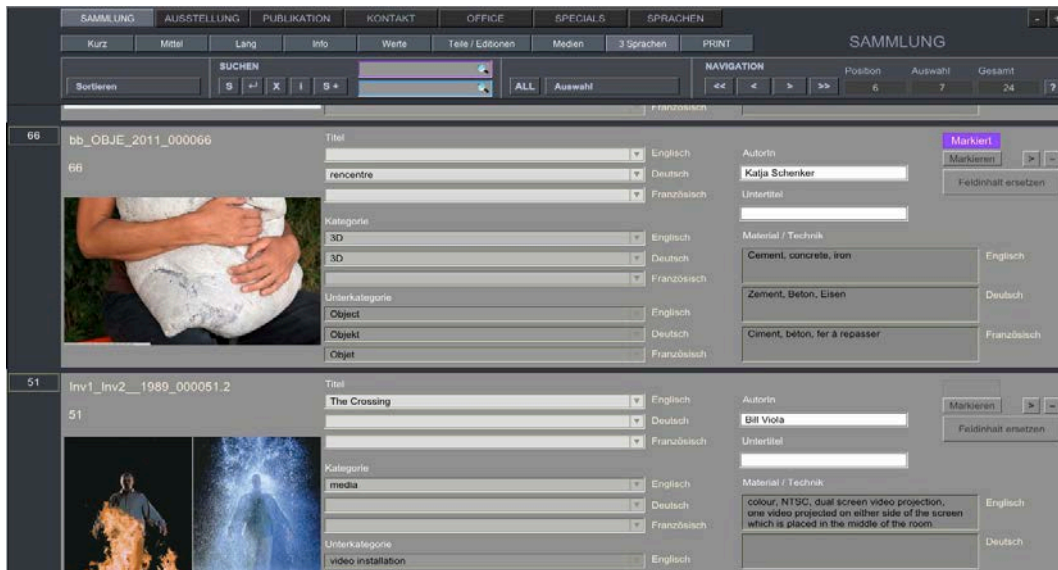 SAMMLUNG AUSSTELLUNG PUBLIKATION KONTAKT OFFICE SPECIALS SPRACHEN
Kurz Mittel Lang Info Werte Teile / Editionen Medien 3 Sprachen PRINT SAMMLUNG
SUCHEN NAVIGATION Position Auswahl Gesamt
Sortieren S ↵ X I S+ ALL Auswahl << < > >> 6 7 24 ?
Französisch
66 bb_OBJE_2011_000066 Titel Markiert
Englisch AutorIn Markieren > -
66 rencentre Deutsch Katja Schenker Feldinhalt ersetzen
Französisch Untertitel
Kategorie
3D Englisch Material / Technik
3D Deutsch Cement, concrete, iron Englisch
Französisch
Unterkategorie Zement, Beton, Eisen Deutsch
Object Englisch
Objekt Deutsch Ciment, béton, fer à repasser Französisch
Objet Französisch
51 Inv1_Inv2__1989_000051.2 Titel
The Crossing Englisch AutorIn Markieren > -
51 Deutsch Bill Viola Feldinhalt ersetzen
Französisch Untertitel
Kategorie
media Englisch Material / Technik
Deutsch colour, NTSC, dual screen video projection, Englisch
one video projected on either side of the screen
Französisch which is placed in the middle of the room
Unterkategorie Deutsch
video installation Englisch